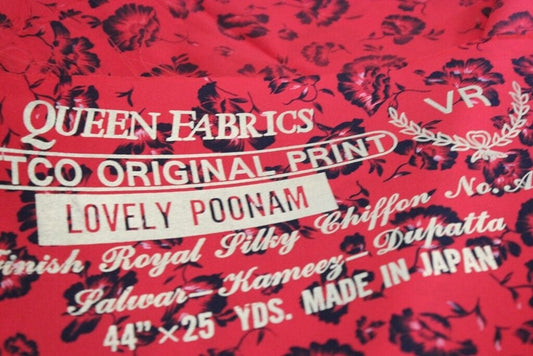 QUEEN FABRICS
VR
TCO ORIGINAL PRINT
LOVELY POONAM
Finish Royal Silky Chiffon No. A
Salwar—Kameez—Dupatta
44" × 25 YDS. MADE IN JAPAN